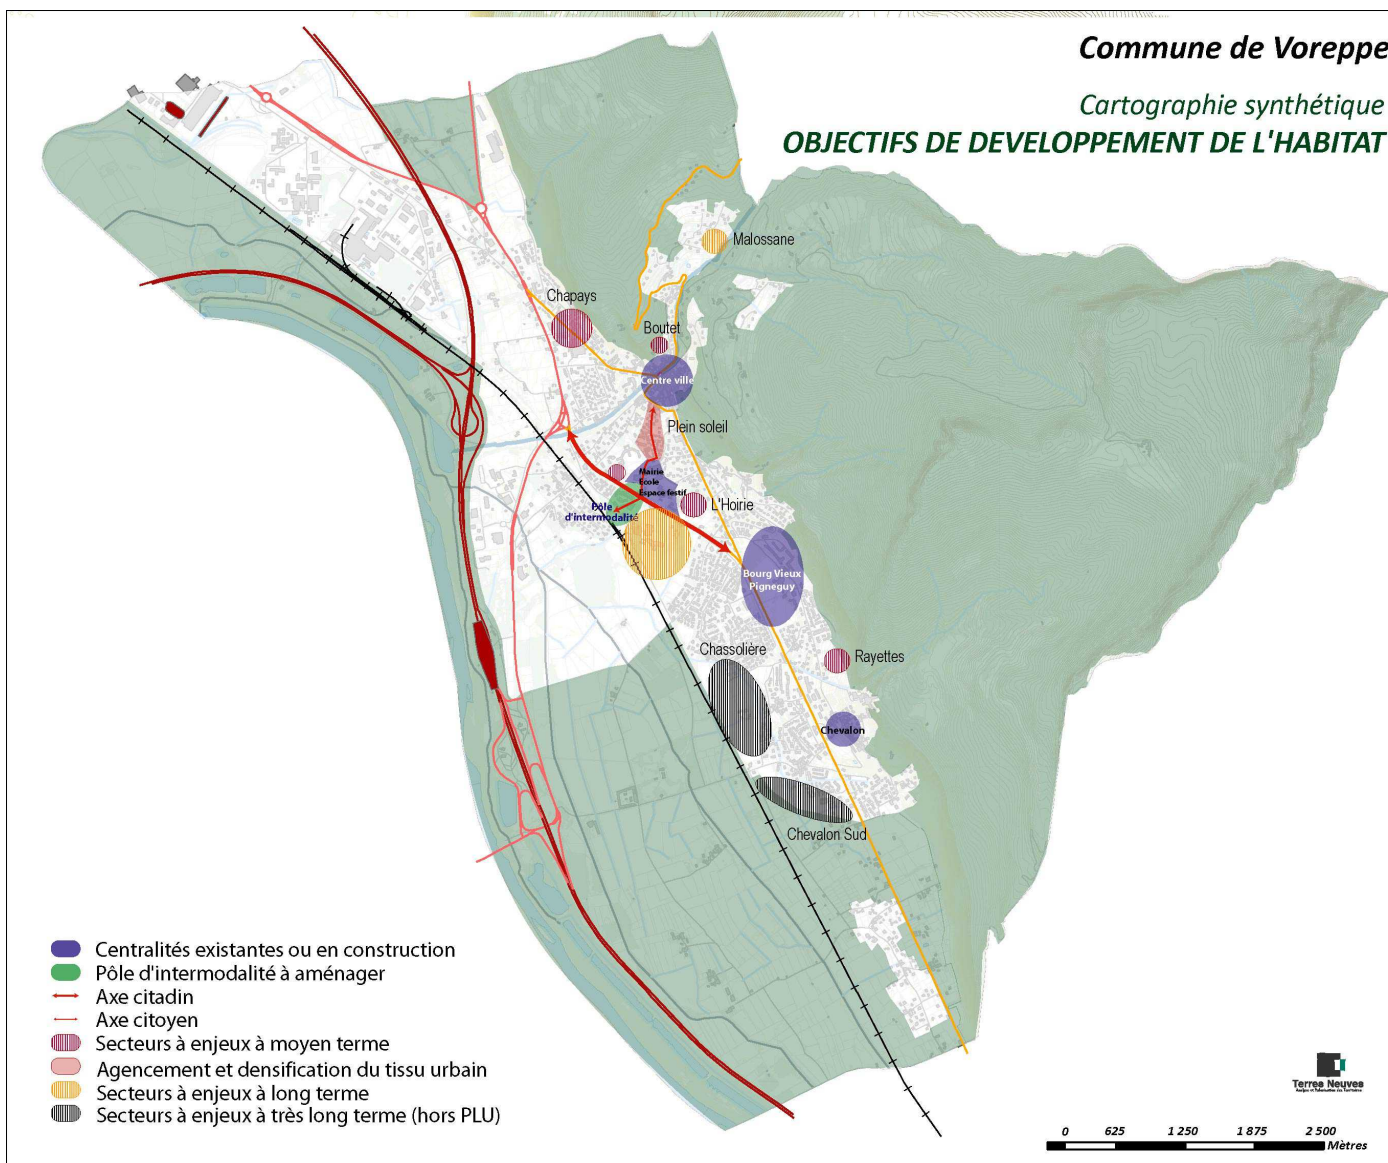 Commune de Voreppe
Cartographie synthétique
OBJECTIFS DE DEVELOPPEMENT DE L'HABITAT
Malossane
Chapays
Boutet
Centre ville
Plein soleil
Mairie
Ecole
Espace festif
L'Hoirie
Pôle
d'intermodalité
Bourg Vieux
Pigneguy
Chassolière
Rayettes
Chevalon
Chevalon Sud
Centralités existantes ou en construction
Pôle d'intermodalité à aménager
Axe citadin
Axe citoyen
Secteurs à enjeux à moyen terme
Agencement et densification du tissu urbain
Secteurs à enjeux à long terme
Secteurs à enjeux à très long terme (hors PLU)
Terres Neuves
0 625 1 250 1 875 2 500
Mètres